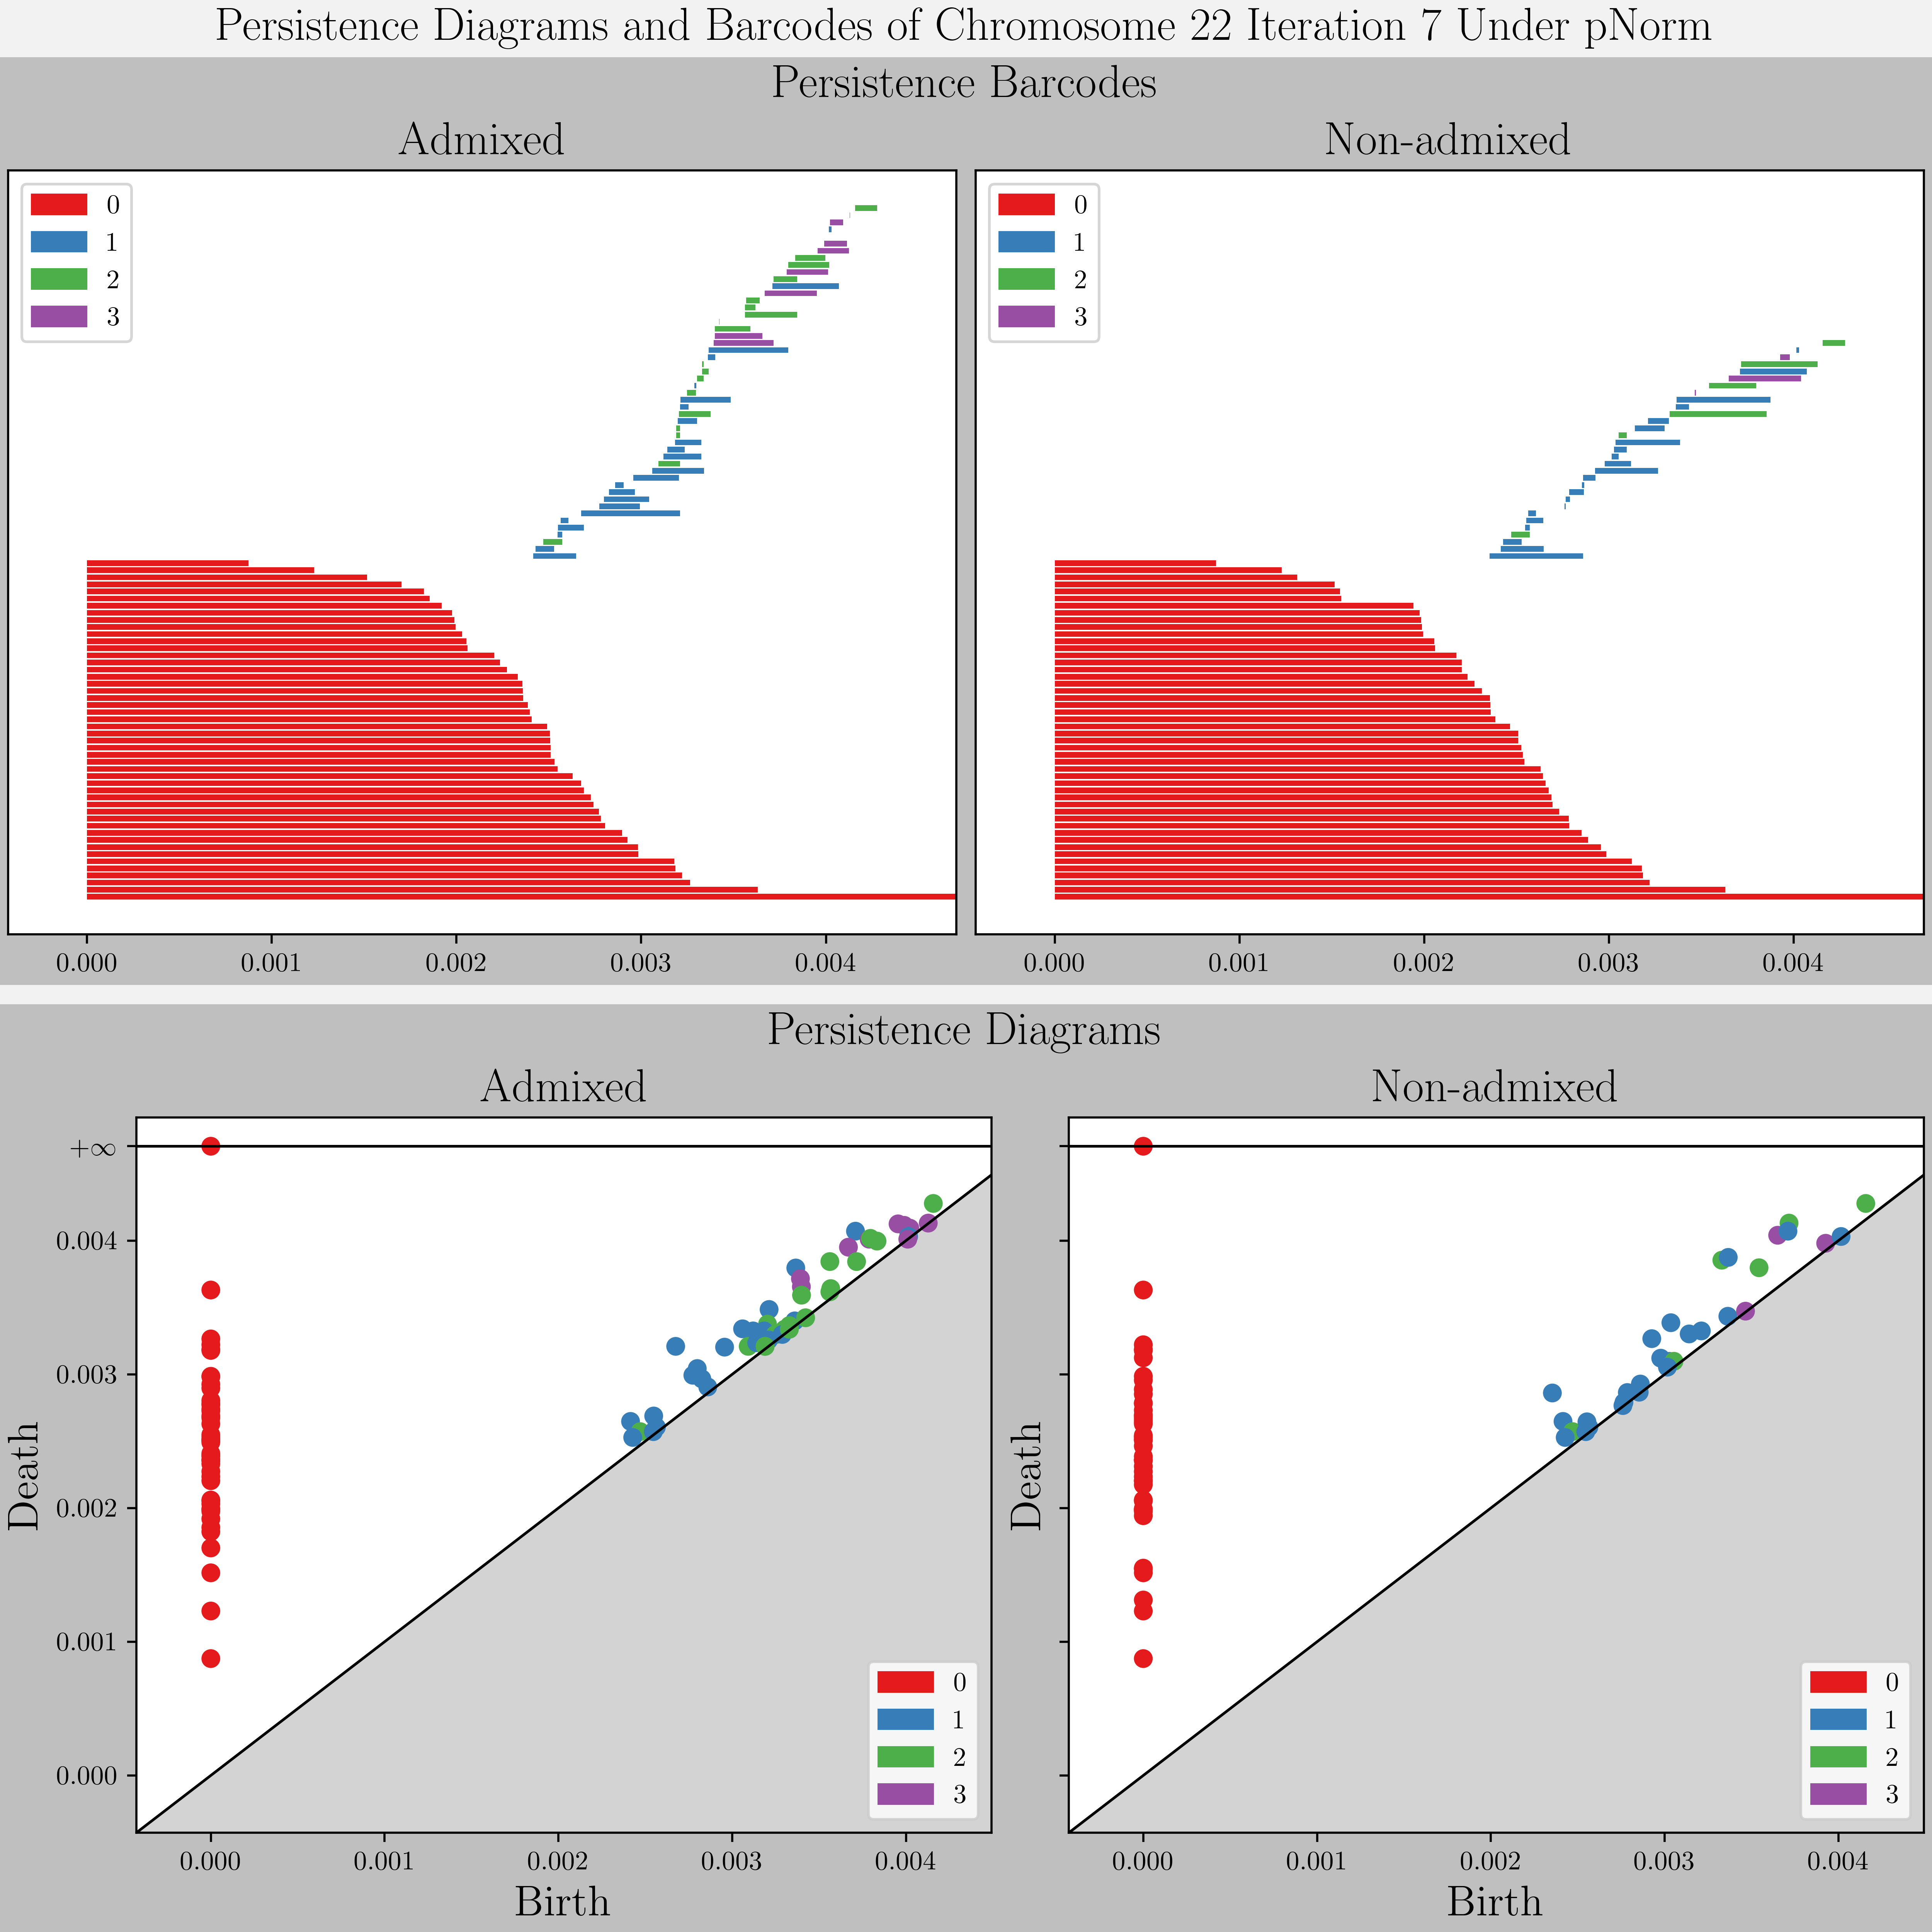 Persistence Diagrams and Barcodes of Chromosome 22 Iteration 7 Under pNorm
Persistence Barcodes
Admixed
0
1
2
3
0.000 0.001 0.002 0.003 0.004
Non-admixed
0
1
2
3
0.000 0.001 0.002 0.003 0.004
Persistence Diagrams
Admixed
Death
+∞
0.004
0.003
0.002
0.001
0.000
0
1
2
3
0.000 0.001 0.002 0.003 0.004
Birth
Non-admixed
Death
0
1
2
3
0.000 0.001 0.002 0.003 0.004
Birth